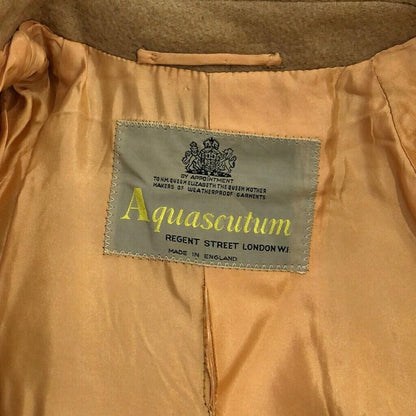 BY APPOINTMENT
TO H.M. QUEEN ELIZABETH THE QUEEN MOTHER
MAKERS OF WEATHERPROOF GARMENTS
Aquascutum
REGENT STREET LONDON W.I.
MADE IN ENGLAND